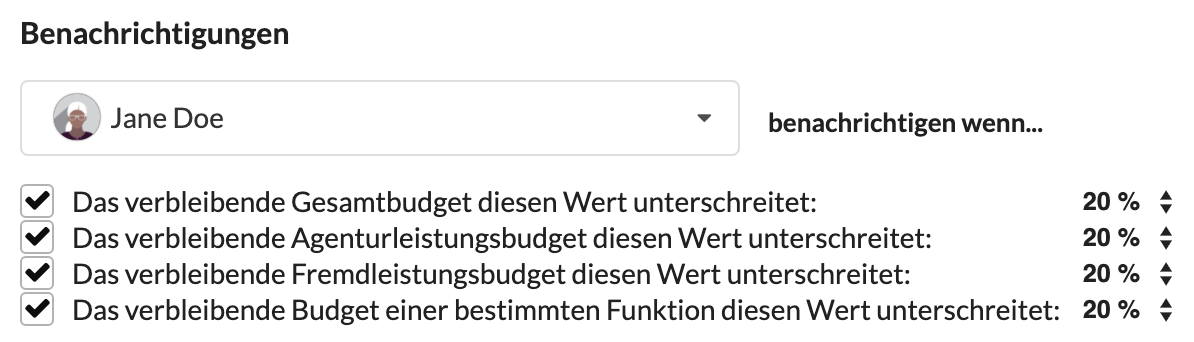 Benachrichtigungen
Jane Doe
benachrichtigen wenn...
Das verbleibende Gesamtbudget diesen Wert unterschreitet: 20 %
Das verbleibende Agenturleistungsbudget diesen Wert unterschreitet: 20 %
Das verbleibende Fremdleistungsbudget diesen Wert unterschreitet: 20 %
Das verbleibende Budget einer bestimmten Funktion diesen Wert unterschreitet: 20 %